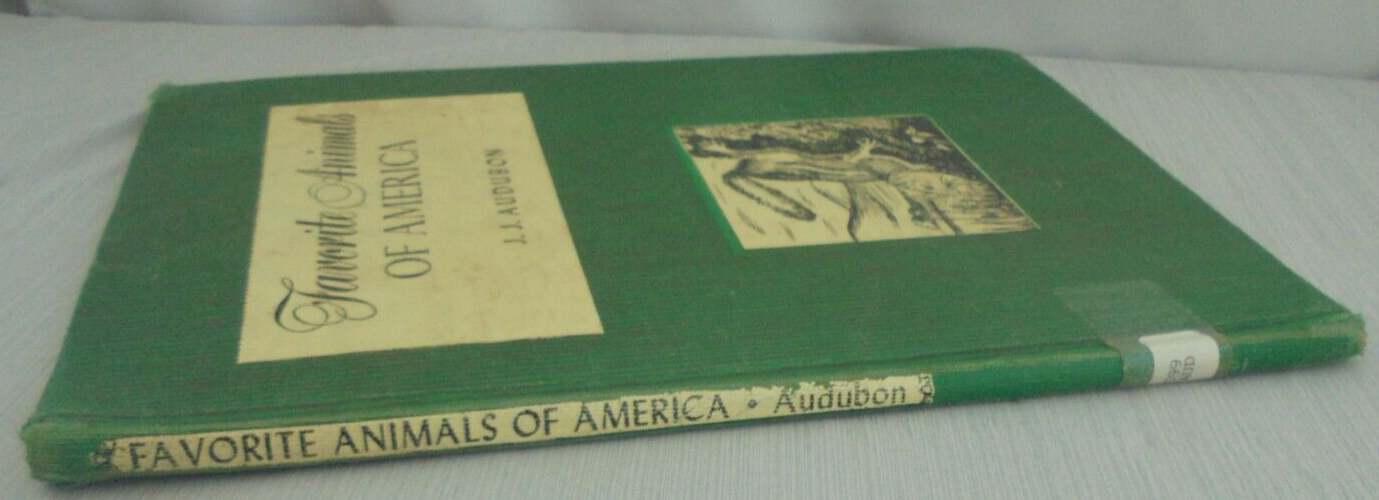 Favorite Animals
OF AMERICA
J. J. AUDUBON
FAVORITE ANIMALS OF AMERICA • Audubon